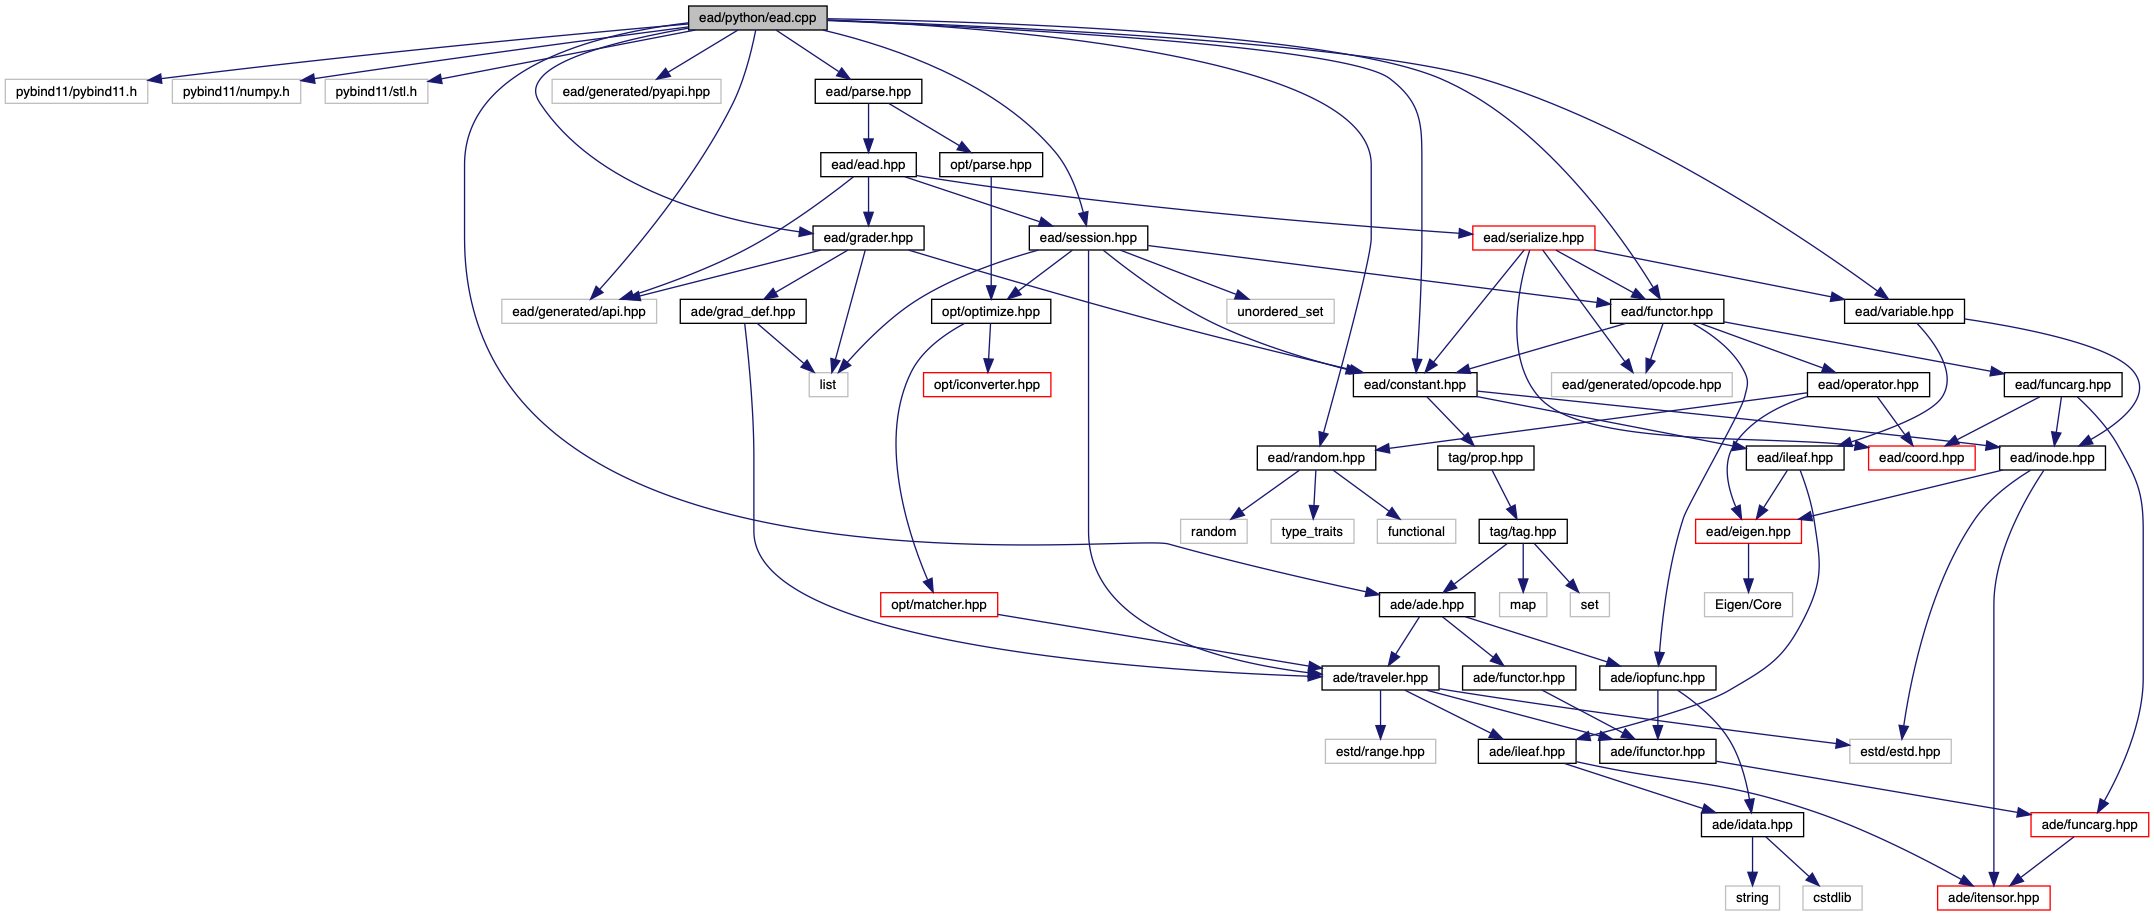 ead/python/ead.cpp
pybind11/pybind11.h
pybind11/numpy.h
pybind11/stl.h
ead/generated/pyapi.hpp
ead/parse.hpp
ead/ead.hpp
opt/parse.hpp
ead/grader.hpp
ead/session.hpp
ead/serialize.hpp
ead/generated/api.hpp
ade/grad_def.hpp
opt/optimize.hpp
unordered_set
ead/functor.hpp
ead/variable.hpp
list
opt/iconverter.hpp
ead/constant.hpp
ead/generated/opcode.hpp
ead/operator.hpp
ead/funcarg.hpp
ead/random.hpp
tag/prop.hpp
ead/ileaf.hpp
ead/coord.hpp
ead/inode.hpp
random
type_traits
functional
tag/tag.hpp
ead/eigen.hpp
opt/matcher.hpp
ade/ade.hpp
map
set
Eigen/Core
ade/traveler.hpp
ade/functor.hpp
ade/iopfunc.hpp
estd/range.hpp
ade/ileaf.hpp
ade/ifunctor.hpp
estd/estd.hpp
ade/idata.hpp
ade/funcarg.hpp
string
cstdlib
ade/itensor.hpp